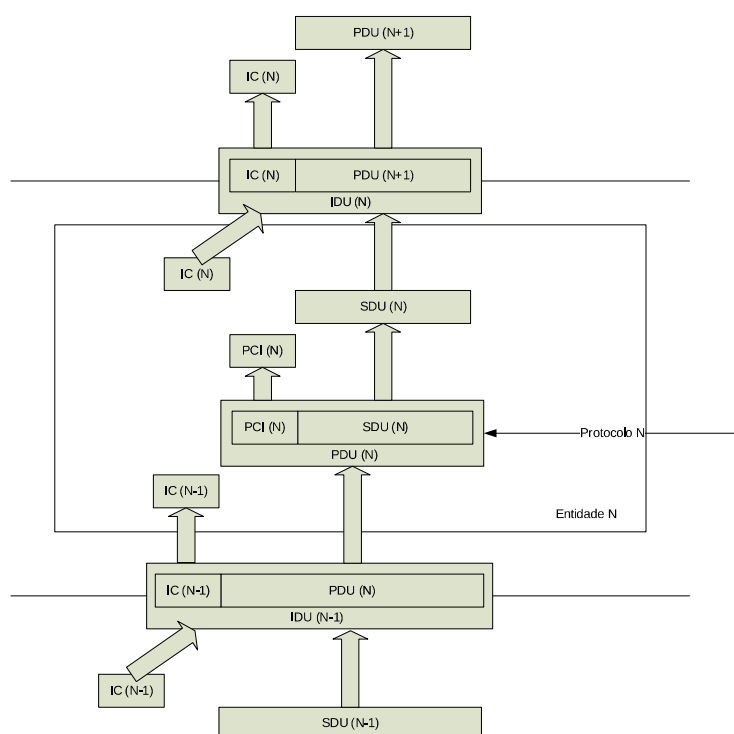 PDU (N+1)
IC (N)
IC (N)
PDU (N+1)
IDU (N)
IC (N)
SDU (N)
PCI (N)
PCI (N)
SDU (N)
Protocolo N
PDU (N)
IC (N-1)
Entidade N
IC (N-1)
PDU (N)
IDU (N-1)
IC (N-1)
SDU (N-1)